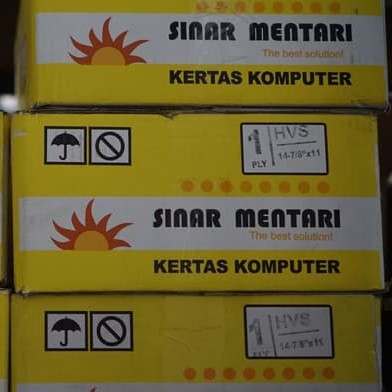 SINAR MENTARI
The best solution!
KERTAS KOMPUTER
1 PLY HVS
14-7/8"x11
SINAR MENTARI
The best solution!
KERTAS KOMPUTER
1 PLY HVS
14-7/8"x11